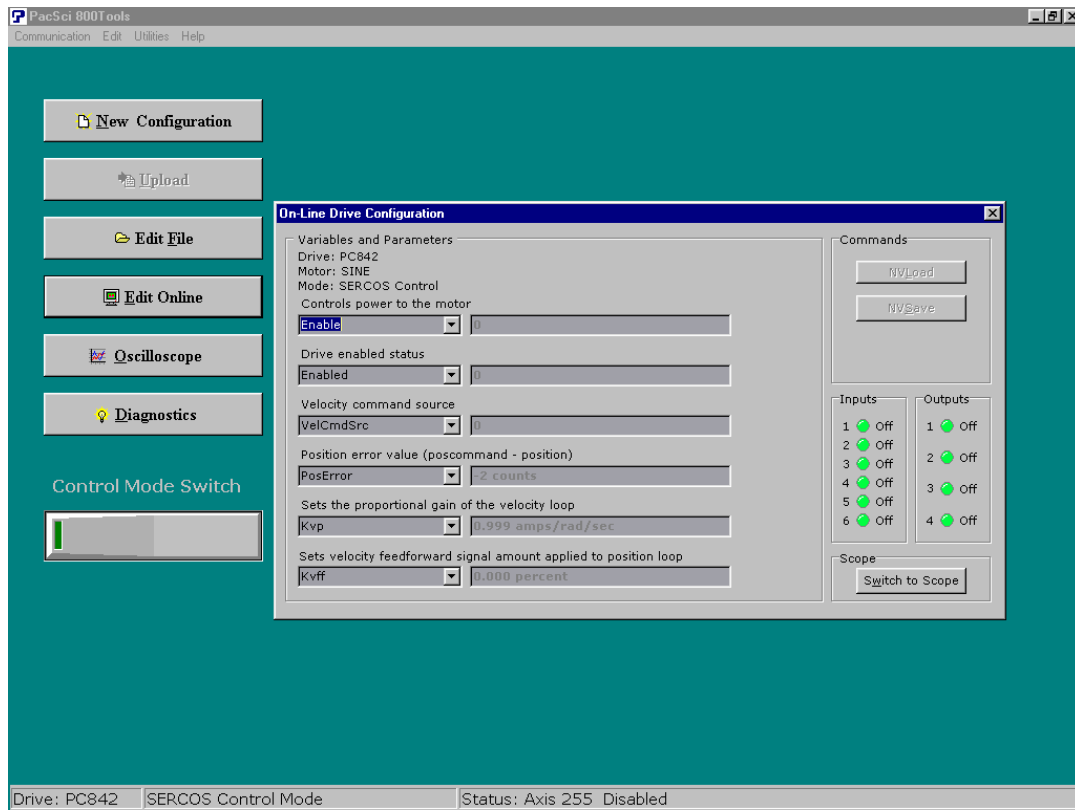 PacSci 800Tools
Communication Edit Utilities Help
New Configuration
Upload
Edit File
Edit Online
Oscilloscope
Diagnostics
Control Mode Switch
On-Line Drive Configuration
Variables and Parameters
Drive: PC842
Motor: SINE
Mode: SERCOS Control
Controls power to the motor
Enable 0
Drive enabled status
Enabled 0
Velocity command source
VelCmdSrc 0
Position error value (poscommand - position)
PosError -2 counts
Sets the proportional gain of the velocity loop
Kvp 0.999 amps/rad/sec
Sets velocity feedforward signal amount applied to position loop
Kvff 0.000 percent
Commands
NVLoad
NVSave
Inputs
1 Off
2 Off
3 Off
4 Off
5 Off
6 Off
Outputs
1 Off
2 Off
3 Off
4 Off
Scope
Switch to Scope
Drive: PC842 SERCOS Control Mode Status: Axis 255 Disabled